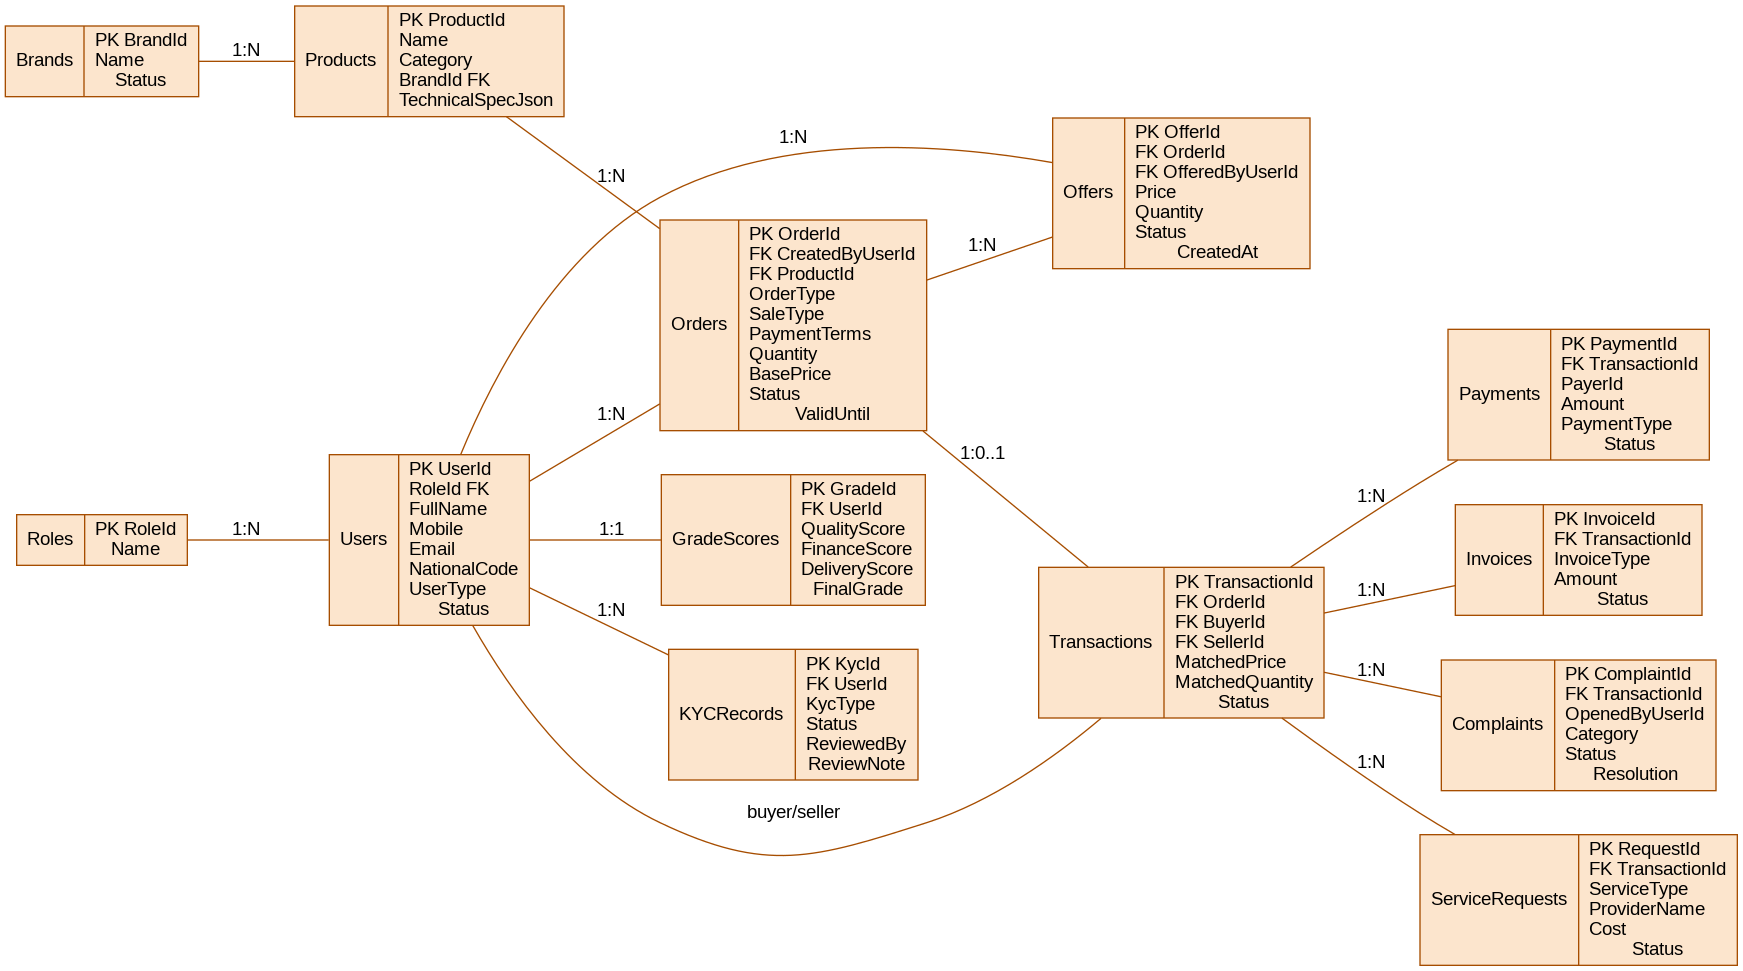 Brands
PK BrandId
Name
Status
1:N
Products
PK ProductId
Name
Category
BrandId FK
TechnicalSpecJson
1:N
1:N
Offers
PK OfferId
FK OrderId
FK OfferedByUserId
Price
Quantity
Status
CreatedAt
Orders
PK OrderId
FK CreatedByUserId
FK ProductId
OrderType
SaleType
PaymentTerms
Quantity
BasePrice
Status
ValidUntil
1:N
1:N
1:0..1
Roles
PK RoleId
Name
1:N
Users
PK UserId
RoleId FK
FullName
Mobile
Email
NationalCode
UserType
Status
1:1
GradeScores
PK GradeId
FK UserId
QualityScore
FinanceScore
DeliveryScore
FinalGrade
1:N
KYCRecords
PK KycId
FK UserId
KycType
Status
ReviewedBy
ReviewNote
buyer/seller
Transactions
PK TransactionId
FK OrderId
FK BuyerId
FK SellerId
MatchedPrice
MatchedQuantity
Status
1:N
Payments
PK PaymentId
FK TransactionId
PayerId
Amount
PaymentType
Status
1:N
Invoices
PK InvoiceId
FK TransactionId
InvoiceType
Amount
Status
1:N
Complaints
PK ComplaintId
FK TransactionId
OpenedByUserId
Category
Status
Resolution
1:N
ServiceRequests
PK RequestId
FK TransactionId
ServiceType
ProviderName
Cost
Status